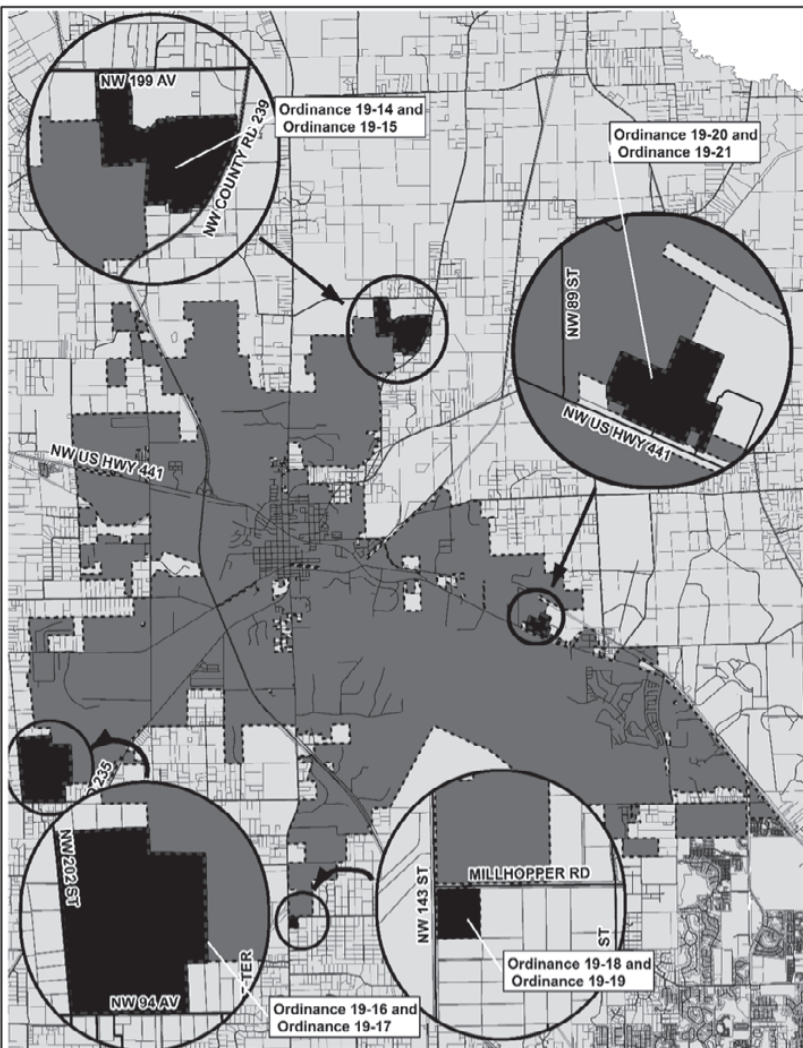 NW 199 AV
NW COUNTY RD 239
Ordinance 19-14 and
Ordinance 19-15
Ordinance 19-20 and
Ordinance 19-21
NW 89 ST
NW US HWY 441
NW US HWY 441
235
NW 202 ST
TER
NW 94 AV
Ordinance 19-16 and
Ordinance 19-17
NW 143 ST
MILLHOPPER RD
ST
Ordinance 19-18 and
Ordinance 19-19